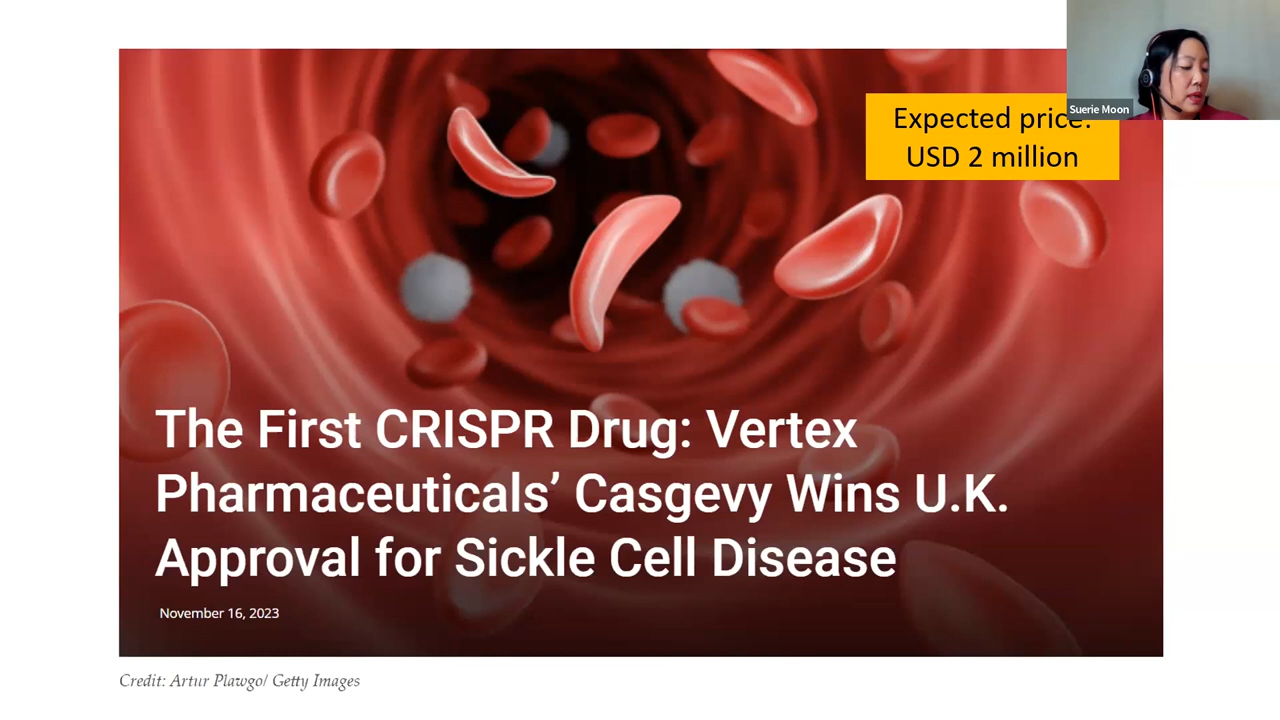 Suerie Moon
Expected price:
USD 2 million
The First CRISPR Drug: Vertex
Pharmaceuticals’ Casgevy Wins U.K.
Approval for Sickle Cell Disease
November 16, 2023
Credit: Artur Plawgo/ Getty Images